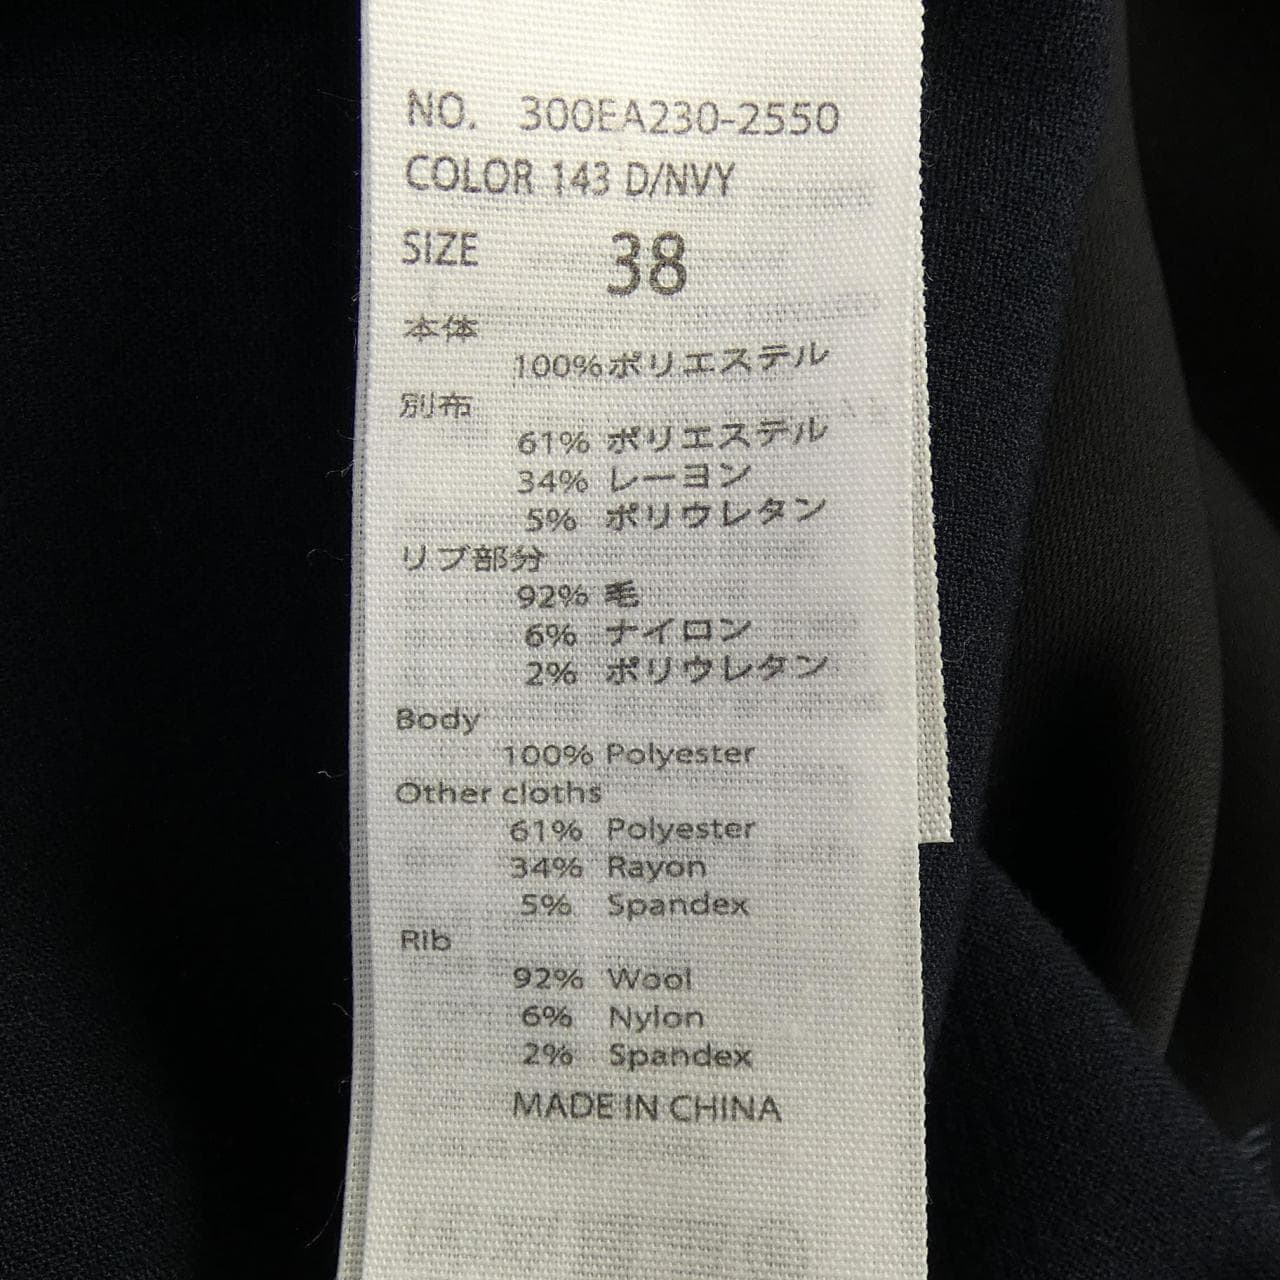 NO. 300EA230-2550
COLOR 143 D/NVY
SIZE 38
本体
100% ポリエステル
別布
61% ポリエステル
34% レーヨン
5% ポリウレタン
リブ部分
92% 毛
6% ナイロン
2% ポリウレタン
Body
100% Polyester
Other cloths
61% Polyester
34% Rayon
5% Spandex
Rib
92% Wool
6% Nylon
2% Spandex
MADE IN CHINA